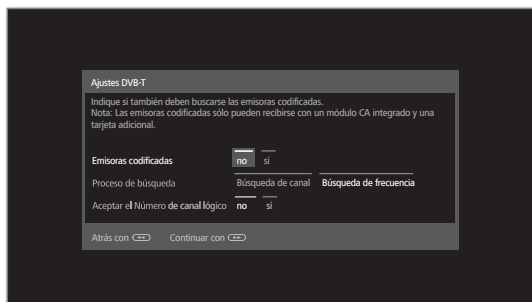 Ajustes DVB-T
Indique si también deben buscarse las emisoras codificadas.
Nota: Las emisoras codificadas sólo pueden recibirse con un módulo CA integrado y una
tarjeta adicional.
Emisoras codificadas no sí
Proceso de búsqueda Búsqueda de canal Búsqueda de frecuencia
Aceptar el Número de canal lógico no sí
Atrás con Continuar con